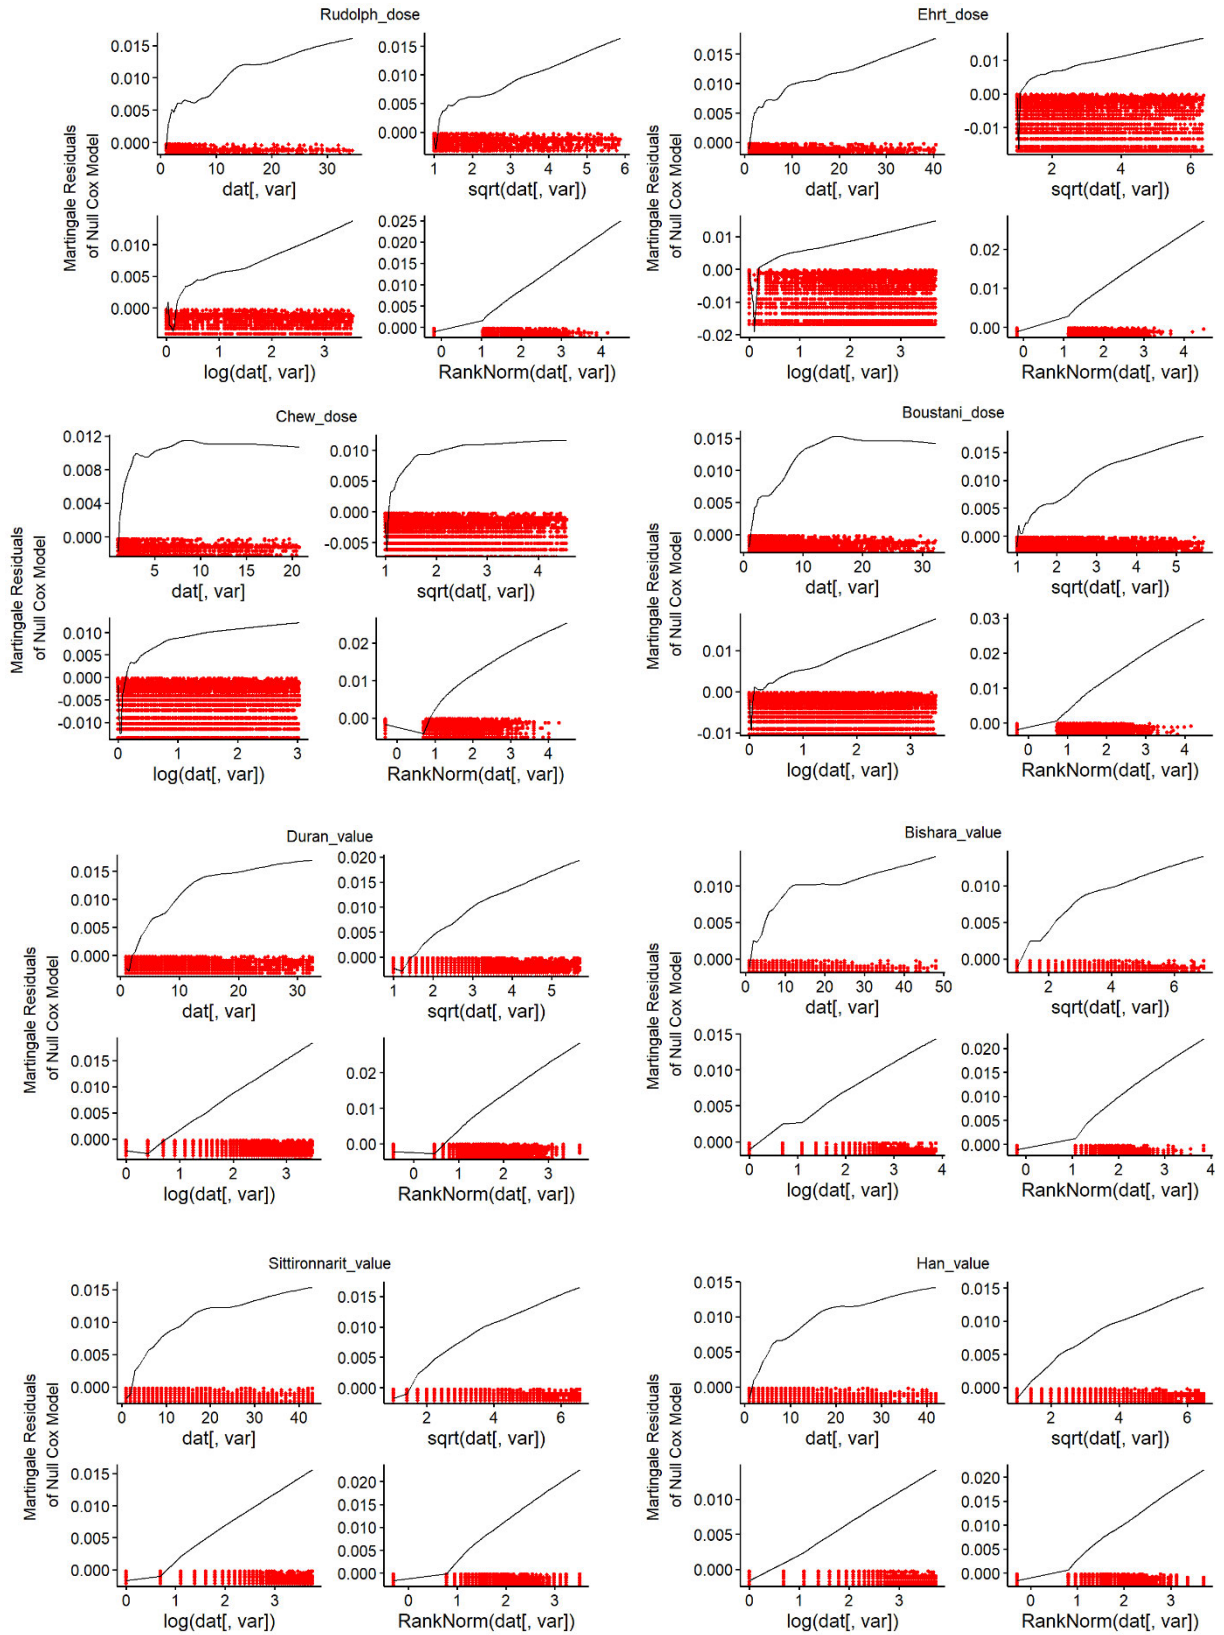 Rudolph_dose
Martingale Residuals
of Null Cox Model
0.015
0.010
0.005
0.000
0 10 20 30
dat[, var]
0.015
0.010
0.005
0.000
1 2 3 4 5 6
sqrt(dat[, var])
0.010
0.005
0.000
0 1 2 3
log(dat[, var])
0.025
0.020
0.015
0.010
0.005
0.000
0 1 2 3 4
RankNorm(dat[, var])
Ehrt_dose
Martingale Residuals
of Null Cox Model
0.015
0.010
0.005
0.000
0 10 20 30 40
dat[, var]
0.01
0.00
-0.01
2 4 6
sqrt(dat[, var])
0.01
0.00
-0.01
-0.02
0 1 2 3
log(dat[, var])
0.02
0.01
0.00
0 1 2 3 4
RankNorm(dat[, var])
Chew_dose
Martingale Residuals
of Null Cox Model
0.012
0.008
0.004
0.000
5 10 15 20
dat[, var]
0.010
0.005
0.000
-0.005
1 2 3 4
sqrt(dat[, var])
0.010
0.005
0.000
-0.005
-0.010
0 1 2 3
log(dat[, var])
0.02
0.01
0.00
0 1 2 3 4
RankNorm(dat[, var])
Boustani_dose
Martingale Residuals
of Null Cox Model
0.015
0.010
0.005
0.000
0 10 20 30
dat[, var]
0.015
0.010
0.005
0.000
1 2 3 4 5
sqrt(dat[, var])
0.01
0.00
-0.01
0 1 2 3
log(dat[, var])
0.03
0.02
0.01
0.00
0 1 2 3 4
RankNorm(dat[, var])
Duran_value
Martingale Residuals
of Null Cox Model
0.015
0.010
0.005
0.000
0 10 20 30
dat[, var]
0.020
0.015
0.010
0.005
0.000
1 2 3 4 5
sqrt(dat[, var])
0.015
0.010
0.005
0.000
0 1 2 3
log(dat[, var])
0.02
0.01
0.00
0 1 2 3
RankNorm(dat[, var])
Bishara_value
Martingale Residuals
of Null Cox Model
0.010
0.005
0.000
0 10 20 30 40 50
dat[, var]
0.010
0.005
0.000
2 4 6
sqrt(dat[, var])
0.015
0.010
0.005
0.000
0 1 2 3 4
log(dat[, var])
0.020
0.015
0.010
0.005
0.000
0 1 2 3 4
RankNorm(dat[, var])
Sittironnarit_value
Martingale Residuals
of Null Cox Model
0.015
0.010
0.005
0.000
0 10 20 30 40
dat[, var]
0.015
0.010
0.005
0.000
2 4 6
sqrt(dat[, var])
0.015
0.010
0.005
0.000
0 1 2 3
log(dat[, var])
0.020
0.015
0.010
0.005
0.000
0 1 2 3
RankNorm(dat[, var])
Han_value
Martingale Residuals
of Null Cox Model
0.015
0.010
0.005
0.000
0 10 20 30 40
dat[, var]
0.015
0.010
0.005
0.000
2 4 6
sqrt(dat[, var])
0.010
0.005
0.000
0 1 2 3
log(dat[, var])
0.020
0.015
0.010
0.005
0.000
0 1 2 3
RankNorm(dat[, var])